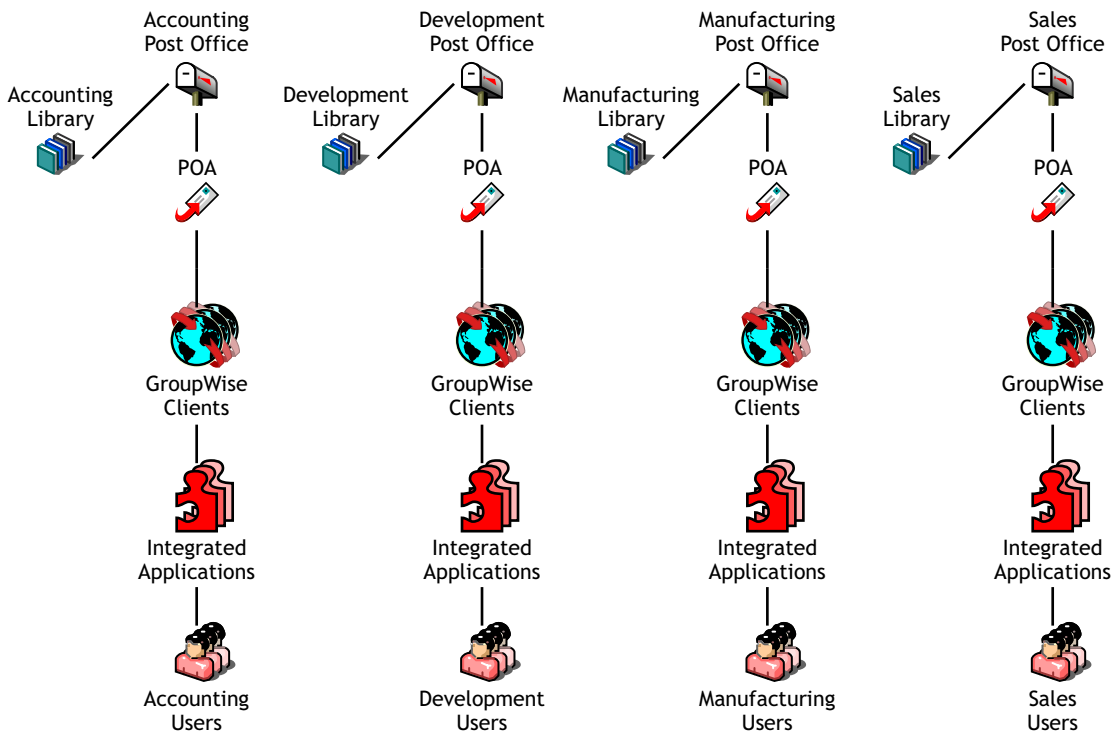 Accounting
Post Office
Development
Post Office
Manufacturing
Post Office
Sales
Post Office
Accounting
Library
Development
Library
Manufacturing
Library
Sales
Library
POA
POA
POA
POA
GroupWise
Clients
GroupWise
Clients
GroupWise
Clients
GroupWise
Clients
Integrated
Applications
Integrated
Applications
Integrated
Applications
Integrated
Applications
Accounting
Users
Development
Users
Manufacturing
Users
Sales
Users